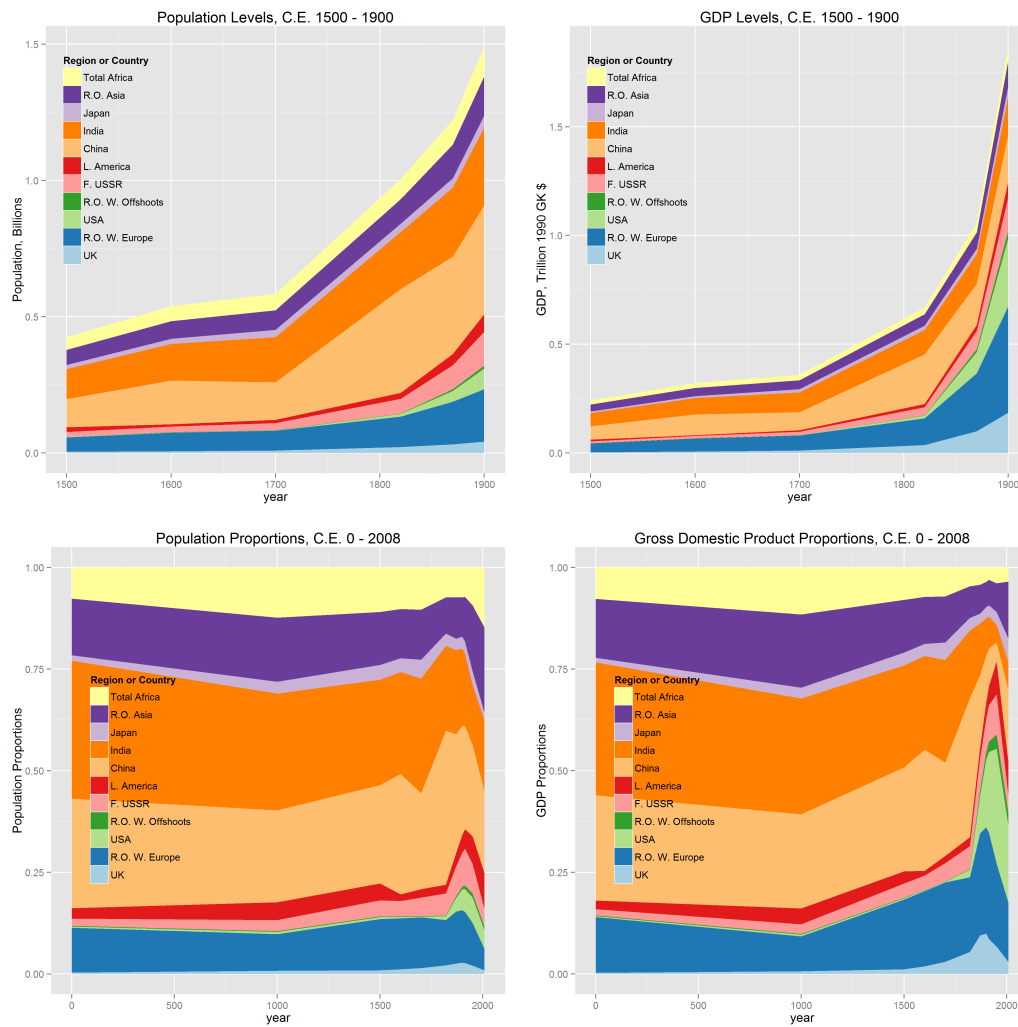 Population Levels, C.E. 1500 - 1900
Population, Billions
1.5
1.0
0.5
0.0
Region or Country
Total Africa
R.O. Asia
Japan
India
China
L. America
F. USSR
R.O. W. Offshoots
USA
R.O. W. Europe
UK
1500 1600 1700 1800 1900
year
GDP Levels, C.E. 1500 - 1900
GDP, Trillion 1990 GK $
1.5
1.0
0.5
0.0
Region or Country
Total Africa
R.O. Asia
Japan
India
China
L. America
F. USSR
R.O. W. Offshoots
USA
R.O. W. Europe
UK
1500 1600 1700 1800 1900
year
Population Proportions, C.E. 0 - 2008
Population Proportions
1.00
0.75
0.50
0.25
0.00
Region or Country
Total Africa
R.O. Asia
Japan
India
China
L. America
F. USSR
R.O. W. Offshoots
USA
R.O. W. Europe
UK
0 500 1000 1500 2000
year
Gross Domestic Product Proportions, C.E. 0 - 2008
GDP Proportions
1.00
0.75
0.50
0.25
0.00
Region or Country
Total Africa
R.O. Asia
Japan
India
China
L. America
F. USSR
R.O. W. Offshoots
USA
R.O. W. Europe
UK
0 500 1000 1500 2000
year